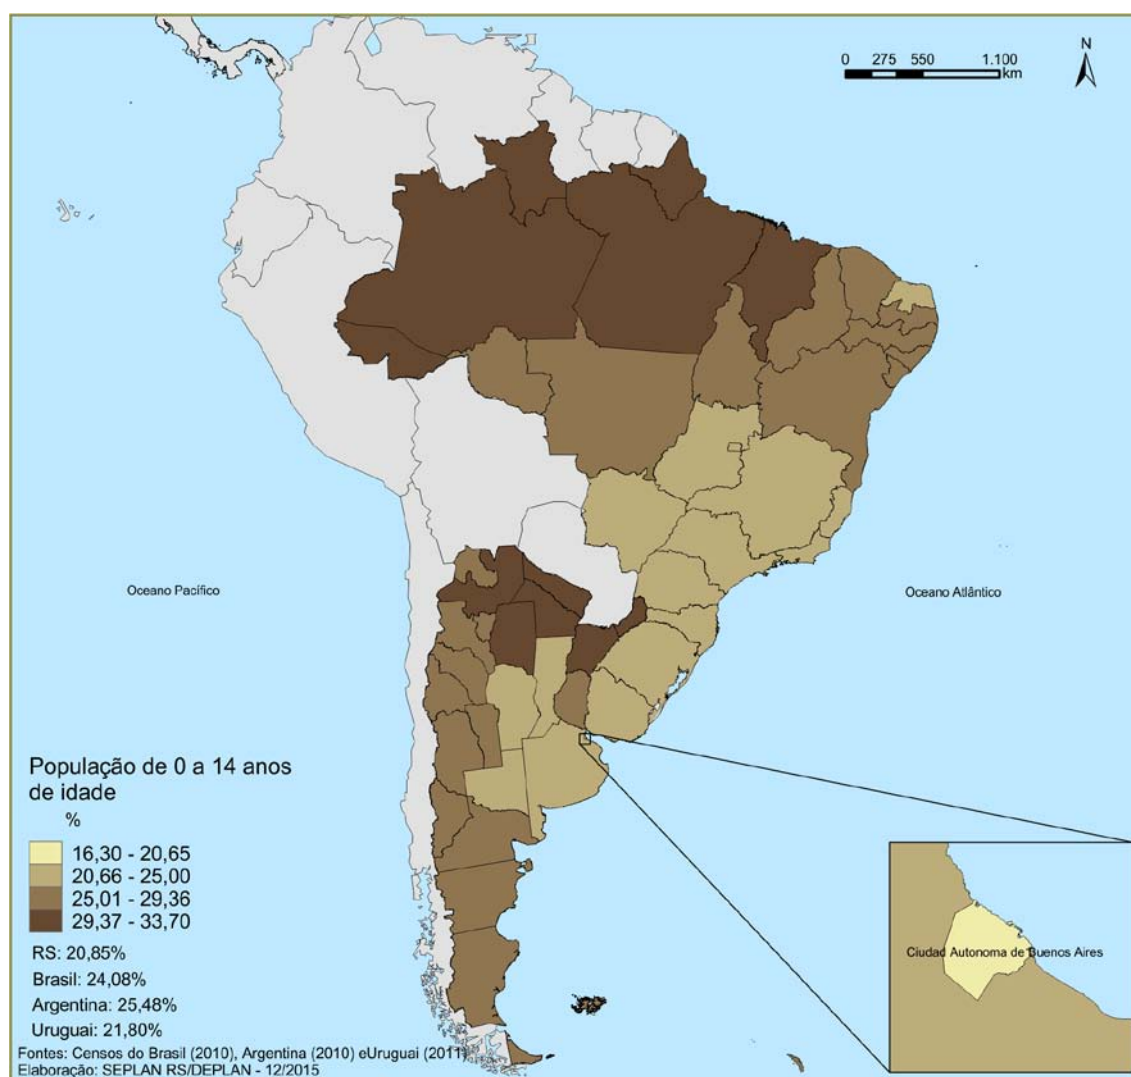 0 275 550 1.100
km
N
Oceano Pacífico
Oceano Atlântico
População de 0 a 14 anos
de idade
%
16,30 - 20,65
20,66 - 25,00
25,01 - 29,36
29,37 - 33,70
RS: 20,85%
Brasil: 24,08%
Argentina: 25,48%
Uruguai: 21,80%
Ciudad Autonoma de Buenos Aires
Fontes: Censos do Brasil (2010), Argentina (2010) eUruguai (2011)
Elaboração: SEPLAN RS/DEPLAN - 12/2015